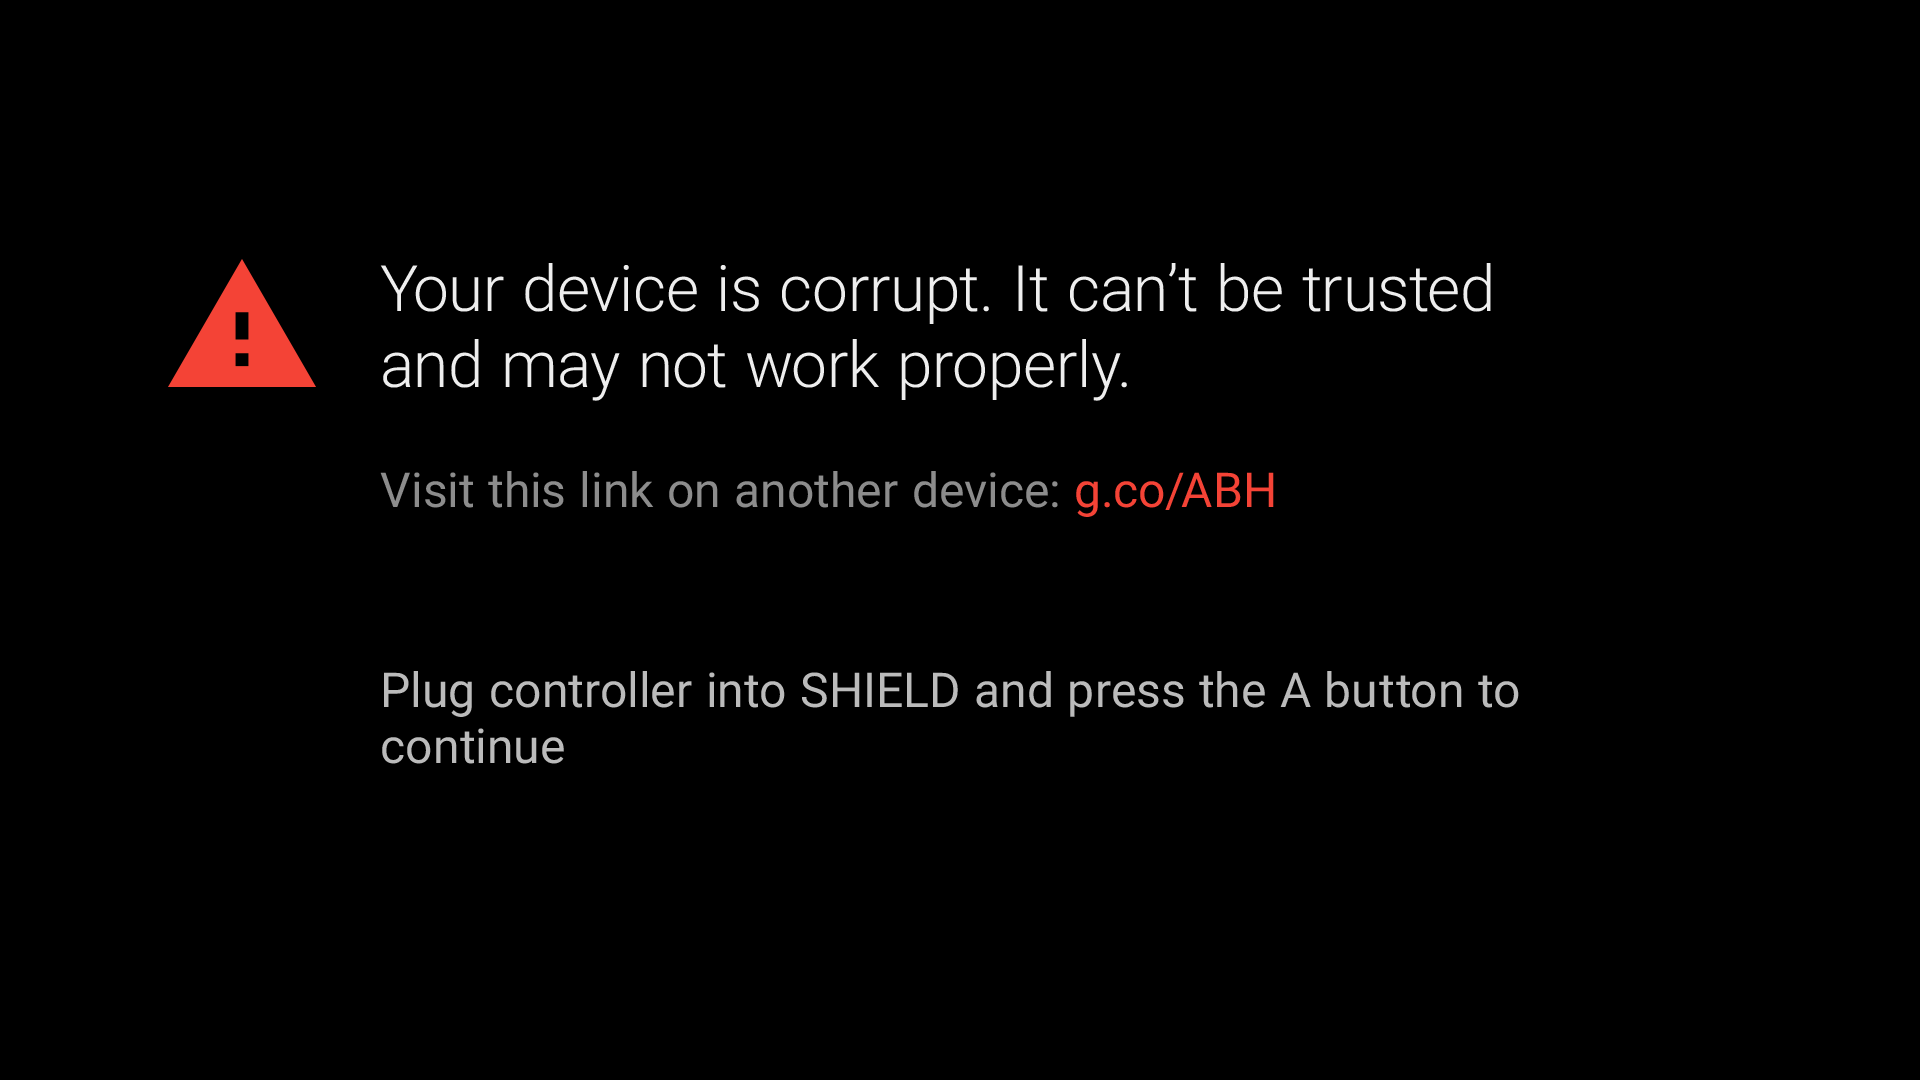 Your device is corrupt. It can’t be trusted
and may not work properly.
Visit this link on another device: g.co/ABH
Plug controller into SHIELD and press the A button to
continue